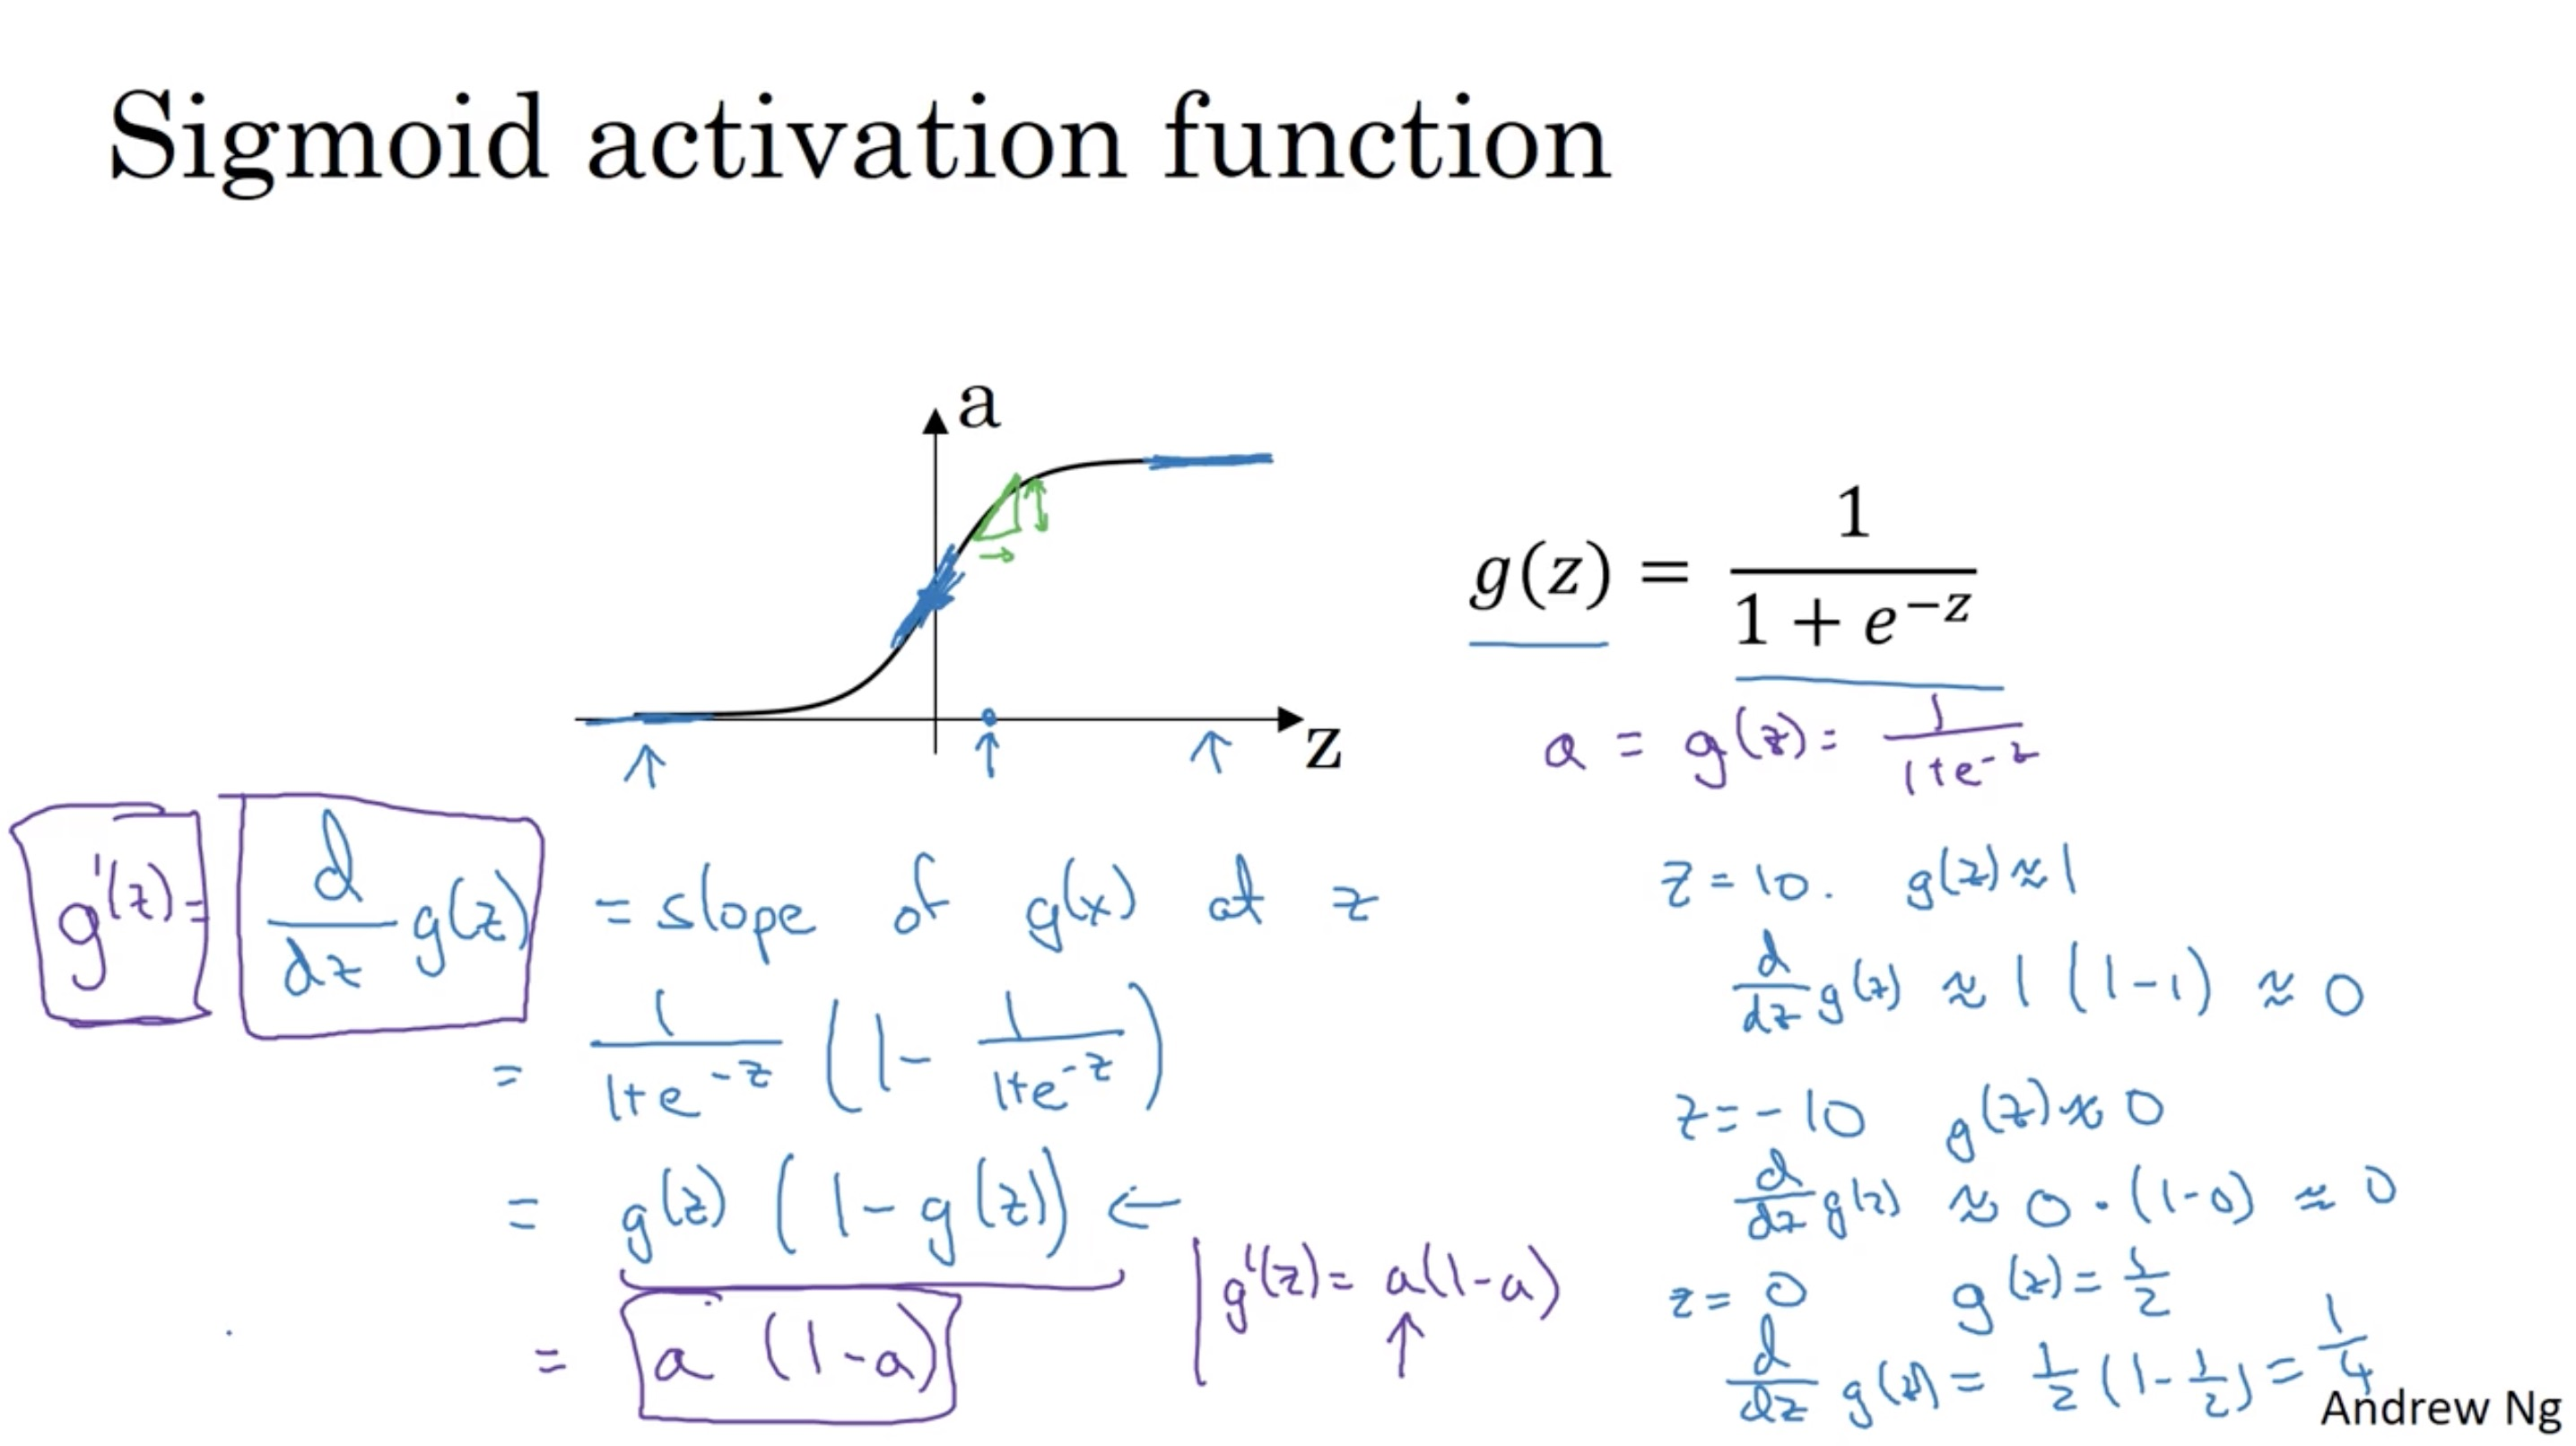 Sigmoid activation function
a
z
g(z) = 1 / (1 + e^−z)
a = g(z) = 1 / (1+e^-z)
g'(z) = d/dz g(z) = slope of g(x) at z
= 1 / (1+e^-z) (1 - 1 / (1+e^-z))
= g(z) (1 - g(z)) ←
= a (1-a)
g'(z) = a(1-a)
↑
z = 10. g(z) ≈ 1
d/dz g(z) ≈ 1 (1-1) ≈ 0
z = -10 g(z) ≈ 0
d/dz g(z) ≈ 0 · (1-0) ≈ 0
z = 0 g(z) = 1/2
d/dz g(z) = 1/2 (1 - 1/2) = 1/4
Andrew Ng